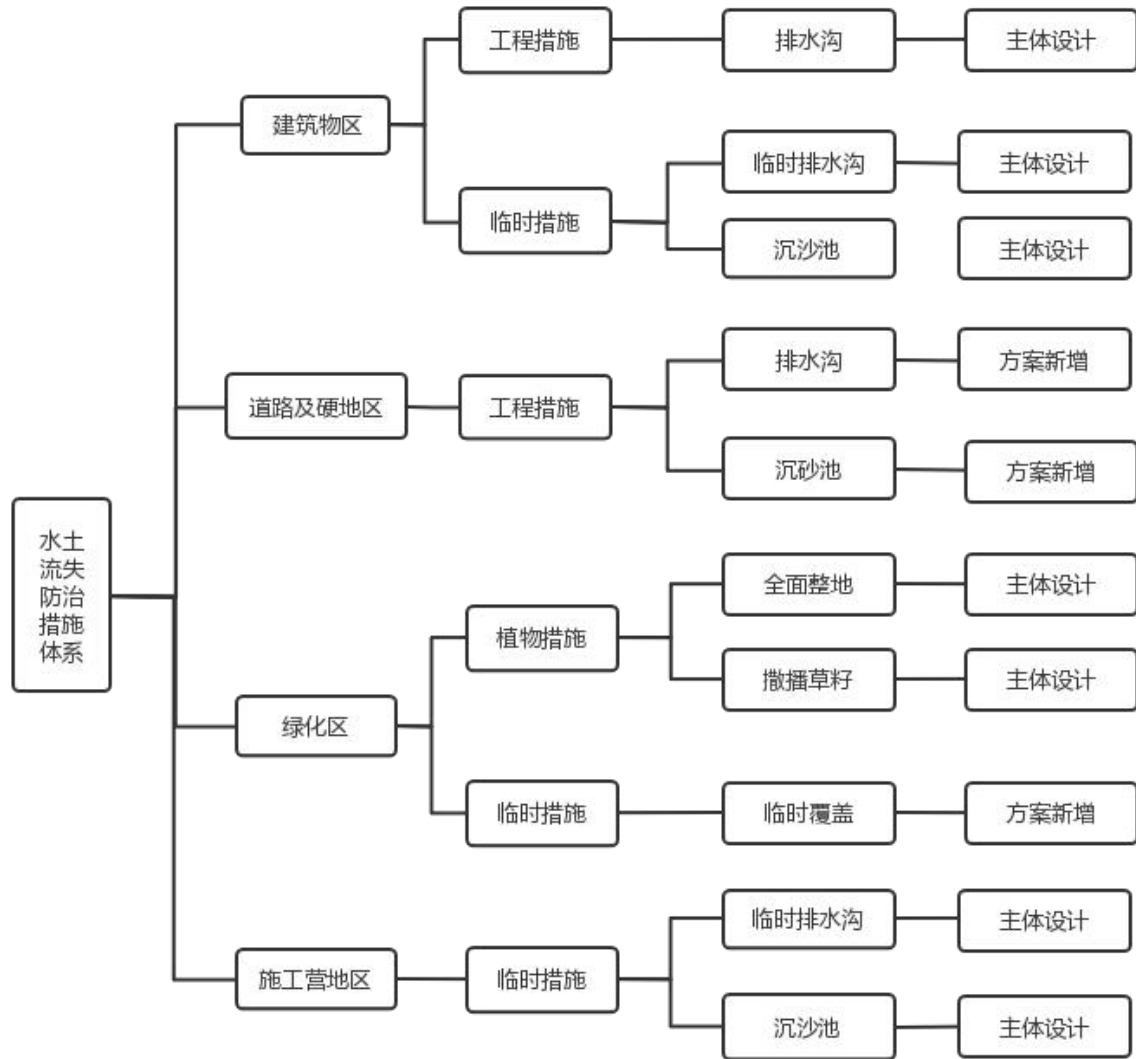 工程措施
排水沟
主体设计
建筑物区
临时排水沟
主体设计
临时措施
沉沙池
主体设计
排水沟
方案新增
道路及硬地区
工程措施
沉砂池
方案新增
水土
流失
防治
措施
体系
全面整地
主体设计
植物措施
撒播草籽
主体设计
绿化区
临时措施
临时覆盖
方案新增
临时排水沟
主体设计
施工营地区
临时措施
沉沙池
主体设计